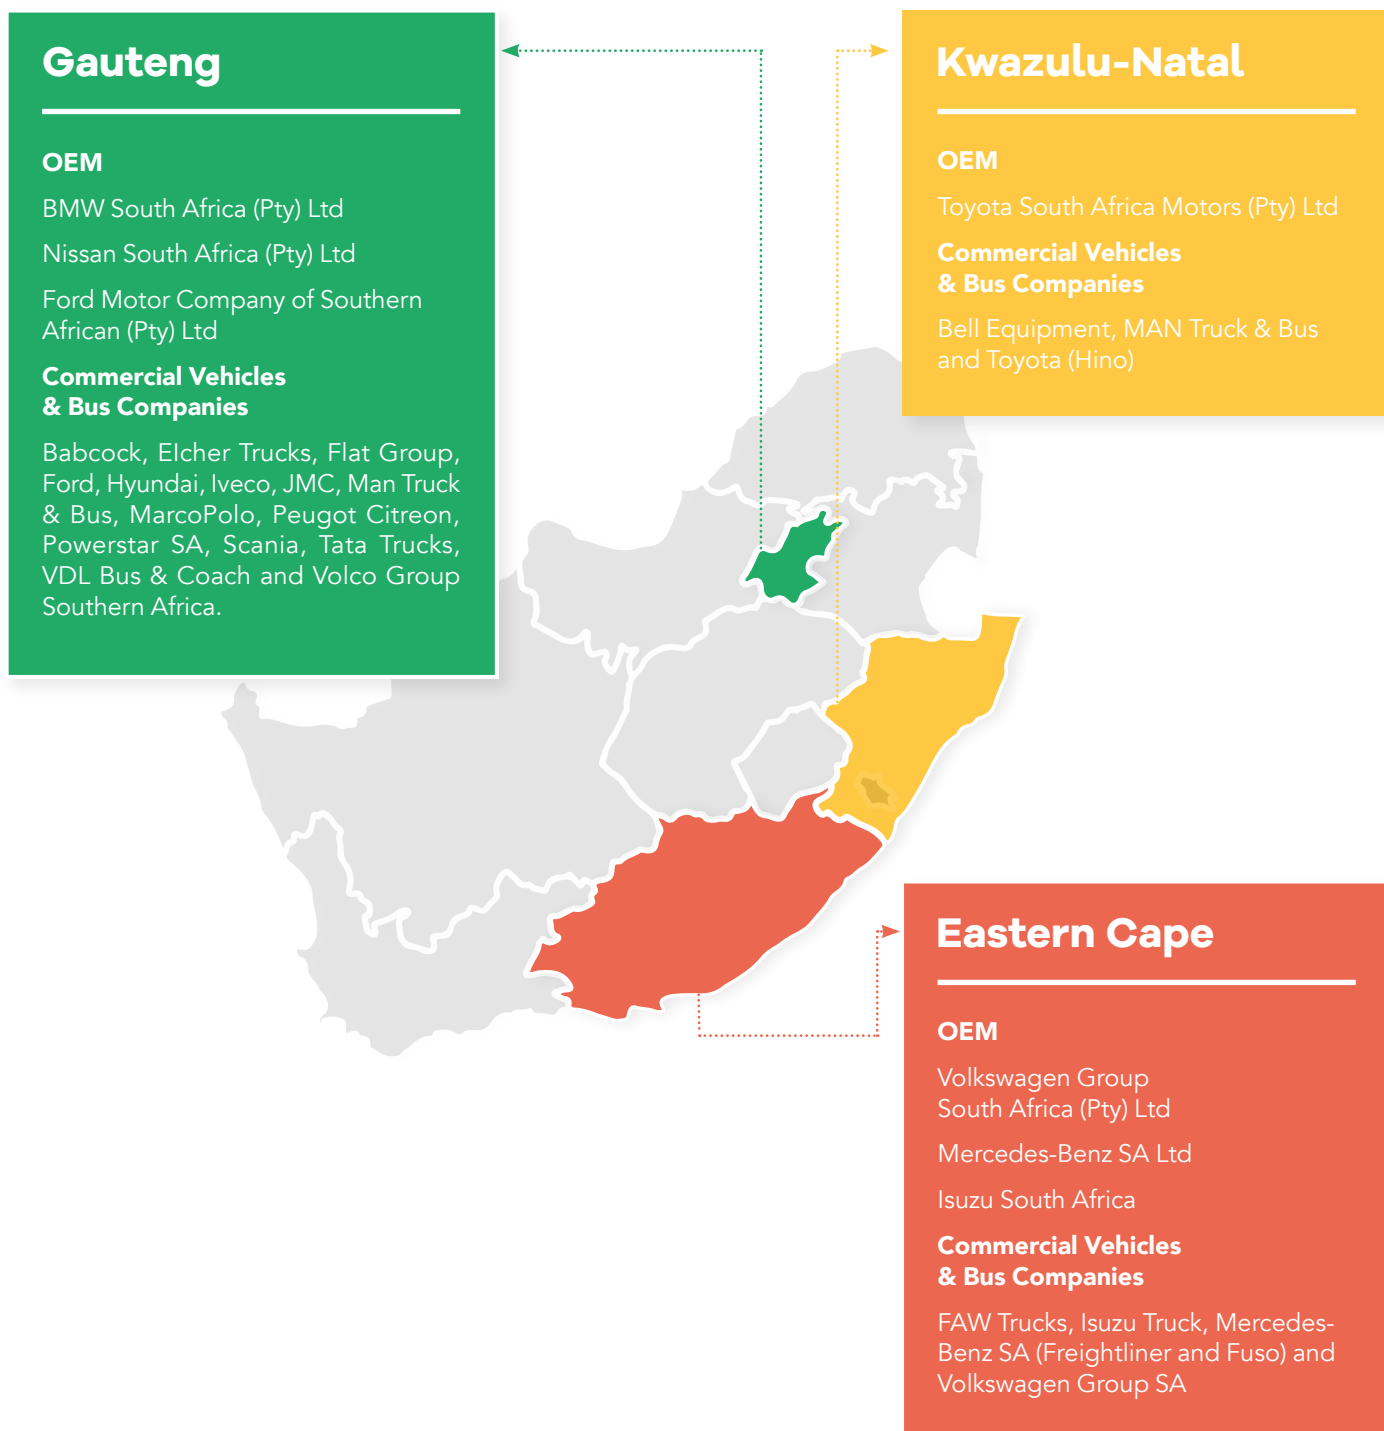 Gauteng
OEM
BMW South Africa (Pty) Ltd
Nissan South Africa (Pty) Ltd
Ford Motor Company of Southern
African (Pty) Ltd
Commercial Vehicles
& Bus Companies
Babcock, EIcher Trucks, Flat Group,
Ford, Hyundai, Iveco, JMC, Man Truck
& Bus, MarcoPolo, Peugot Citreon,
Powerstar SA, Scania, Tata Trucks,
VDL Bus & Coach and Volco Group
Southern Africa.
Kwazulu-Natal
OEM
Toyota South Africa Motors (Pty) Ltd
Commercial Vehicles
& Bus Companies
Bell Equipment, MAN Truck & Bus
and Toyota (Hino)
Eastern Cape
OEM
Volkswagen Group
South Africa (Pty) Ltd
Mercedes-Benz SA Ltd
Isuzu South Africa
Commercial Vehicles
& Bus Companies
FAW Trucks, Isuzu Truck, Mercedes-
Benz SA (Freightliner and Fuso) and
Volkswagen Group SA